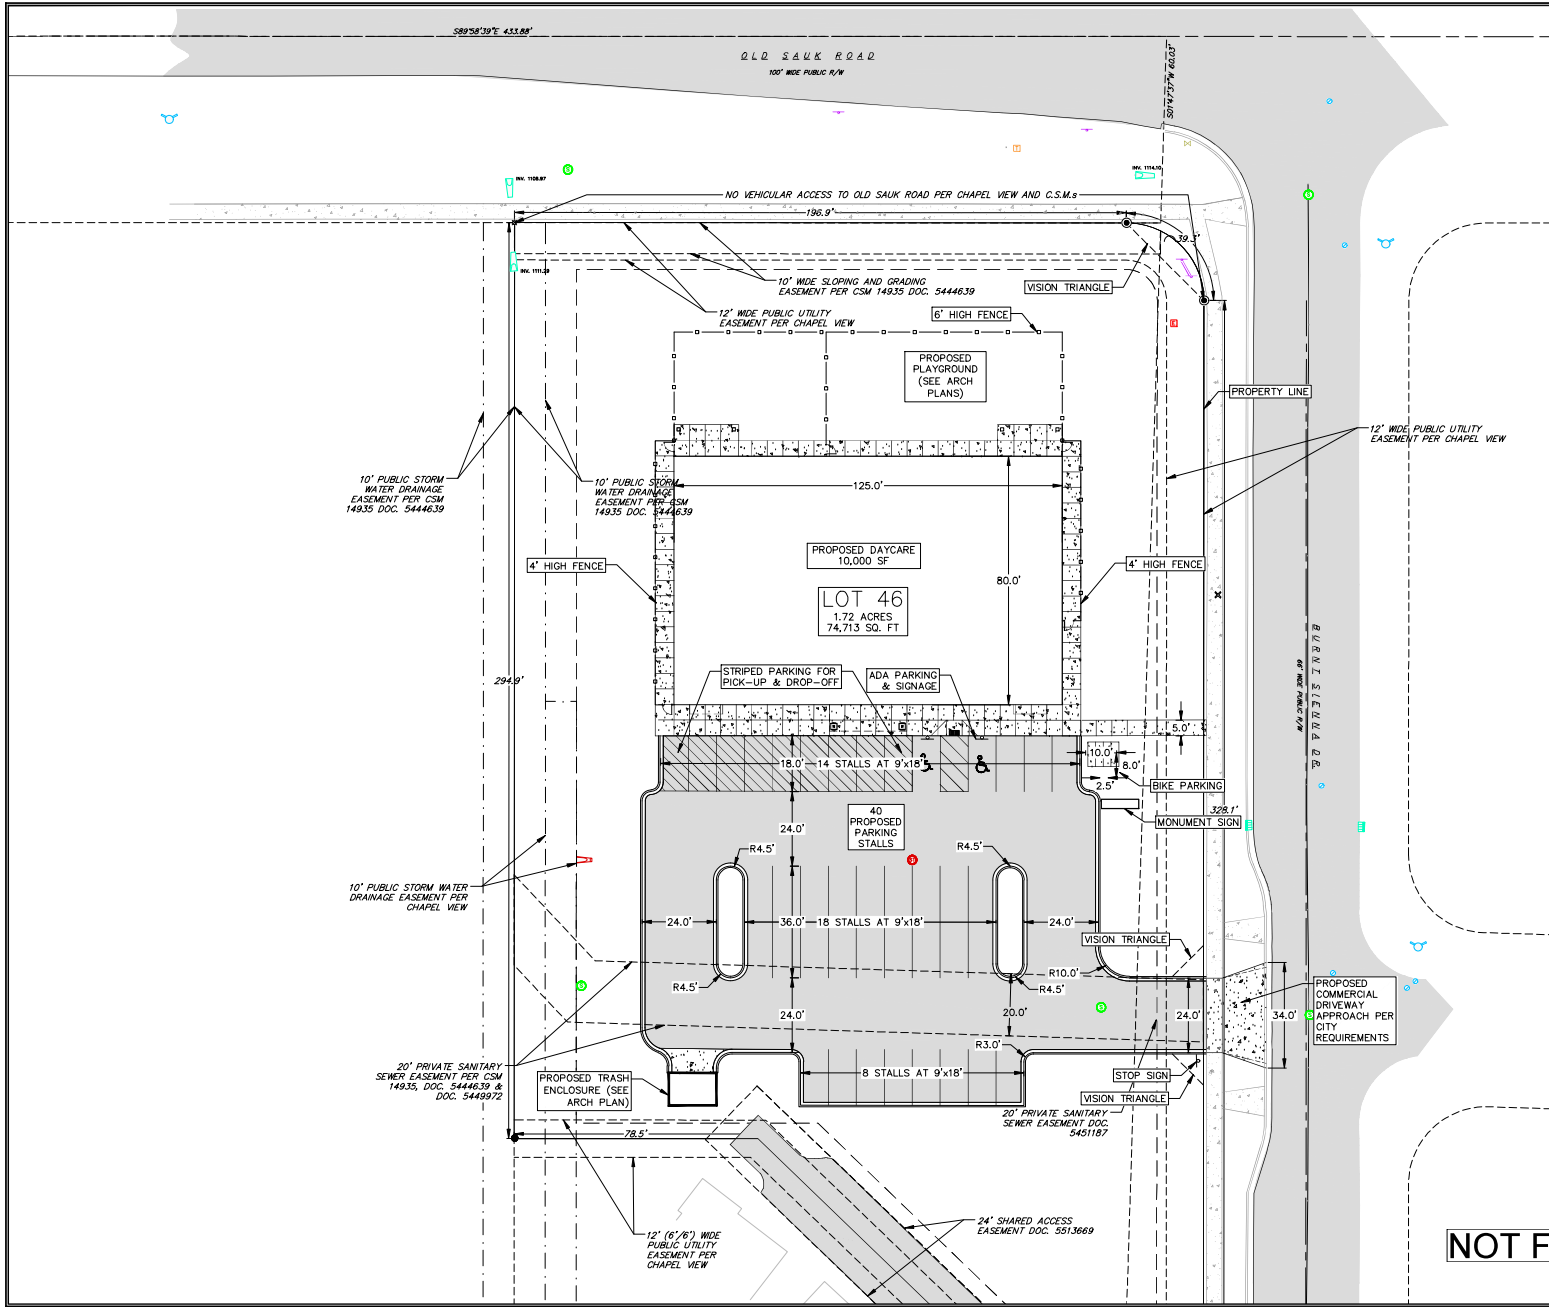 S89°58'39"E 433.88'
OLD SAUK ROAD
100' WIDE PUBLIC R/W
S01°47'37"W 60.03'
INV. 1108.97
INV. 1114.10
NO VEHICULAR ACCESS TO OLD SAUK ROAD PER CHAPEL VIEW AND C.S.M.s
196.9'
39.3'
INV. 1111.29
10' WIDE SLOPING AND GRADING
EASEMENT PER CSM 14935 DOC. 5444639
VISION TRIANGLE
12' WIDE PUBLIC UTILITY
EASEMENT PER CHAPEL VIEW
6' HIGH FENCE
PROPOSED
PLAYGROUND
(SEE ARCH
PLANS)
PROPERTY LINE
12' WIDE PUBLIC UTILITY
EASEMENT PER CHAPEL VIEW
10' PUBLIC STORM
WATER DRAINAGE
EASEMENT PER CSM
14935 DOC. 5444639
10' PUBLIC STORM
WATER DRAINAGE
EASEMENT PER CSM
14935 DOC. 5444639
125.0'
PROPOSED DAYCARE
10,000 SF
80.0'
4' HIGH FENCE
4' HIGH FENCE
LOT 46
1.72 ACRES
74,713 SQ. FT
BURNT SIENNA DR.
66' WIDE PUBLIC R/W
294.9'
STRIPED PARKING FOR
PICK-UP & DROP-OFF
ADA PARKING
& SIGNAGE
5.0'
18.0'
14 STALLS AT 9'x18'
10.0'
8.0'
2.5'
BIKE PARKING
328.1'
MONUMENT SIGN
40
PROPOSED
PARKING
STALLS
24.0'
R4.5'
R4.5'
10' PUBLIC STORM WATER
DRAINAGE EASEMENT PER
CHAPEL VIEW
24.0'
36.0'
18 STALLS AT 9'x18'
24.0'
VISION TRIANGLE
R10.0'
R4.5'
R4.5'
24.0'
20.0'
24.0'
34.0'
PROPOSED
COMMERCIAL
DRIVEWAY
APPROACH PER
CITY
REQUIREMENTS
R3.0'
20' PRIVATE SANITARY
SEWER EASEMENT PER CSM
14935, DOC. 5444639 &
DOC. 5449972
PROPOSED TRASH
ENCLOSURE (SEE
ARCH PLAN)
8 STALLS AT 9'x18'
STOP SIGN
VISION TRIANGLE
20' PRIVATE SANITARY
SEWER EASEMENT DOC.
5451187
78.5'
24' SHARED ACCESS
EASEMENT DOC. 5513669
12' (6'/6') WIDE
PUBLIC UTILITY
EASEMENT PER
CHAPEL VIEW
NOT F